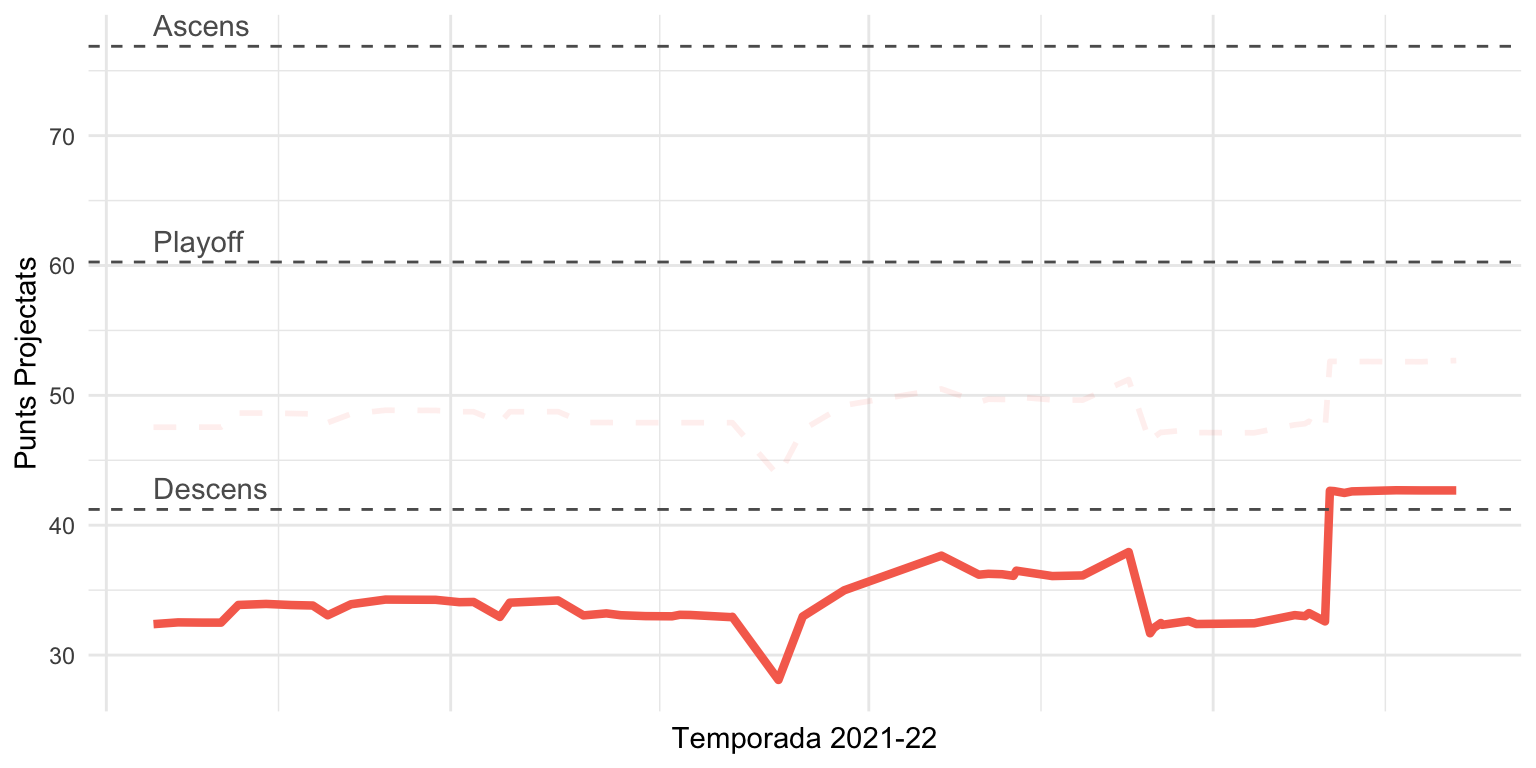 Ascens
70
Playoff
60
Punts Projectats
50
Descens
40
30
Temporada 2021-22